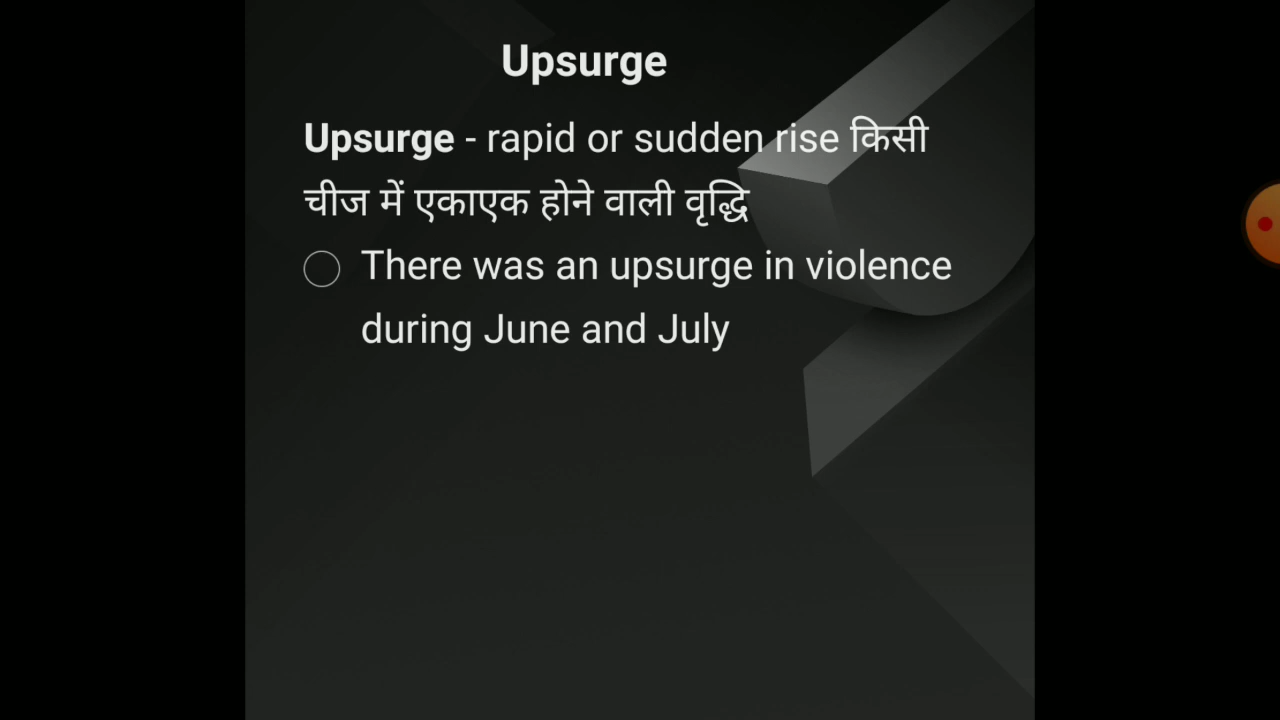 Upsurge
Upsurge - rapid or sudden rise किसी
चीज में एकाएक होने वाली वृद्धि
There was an upsurge in violence
during June and July